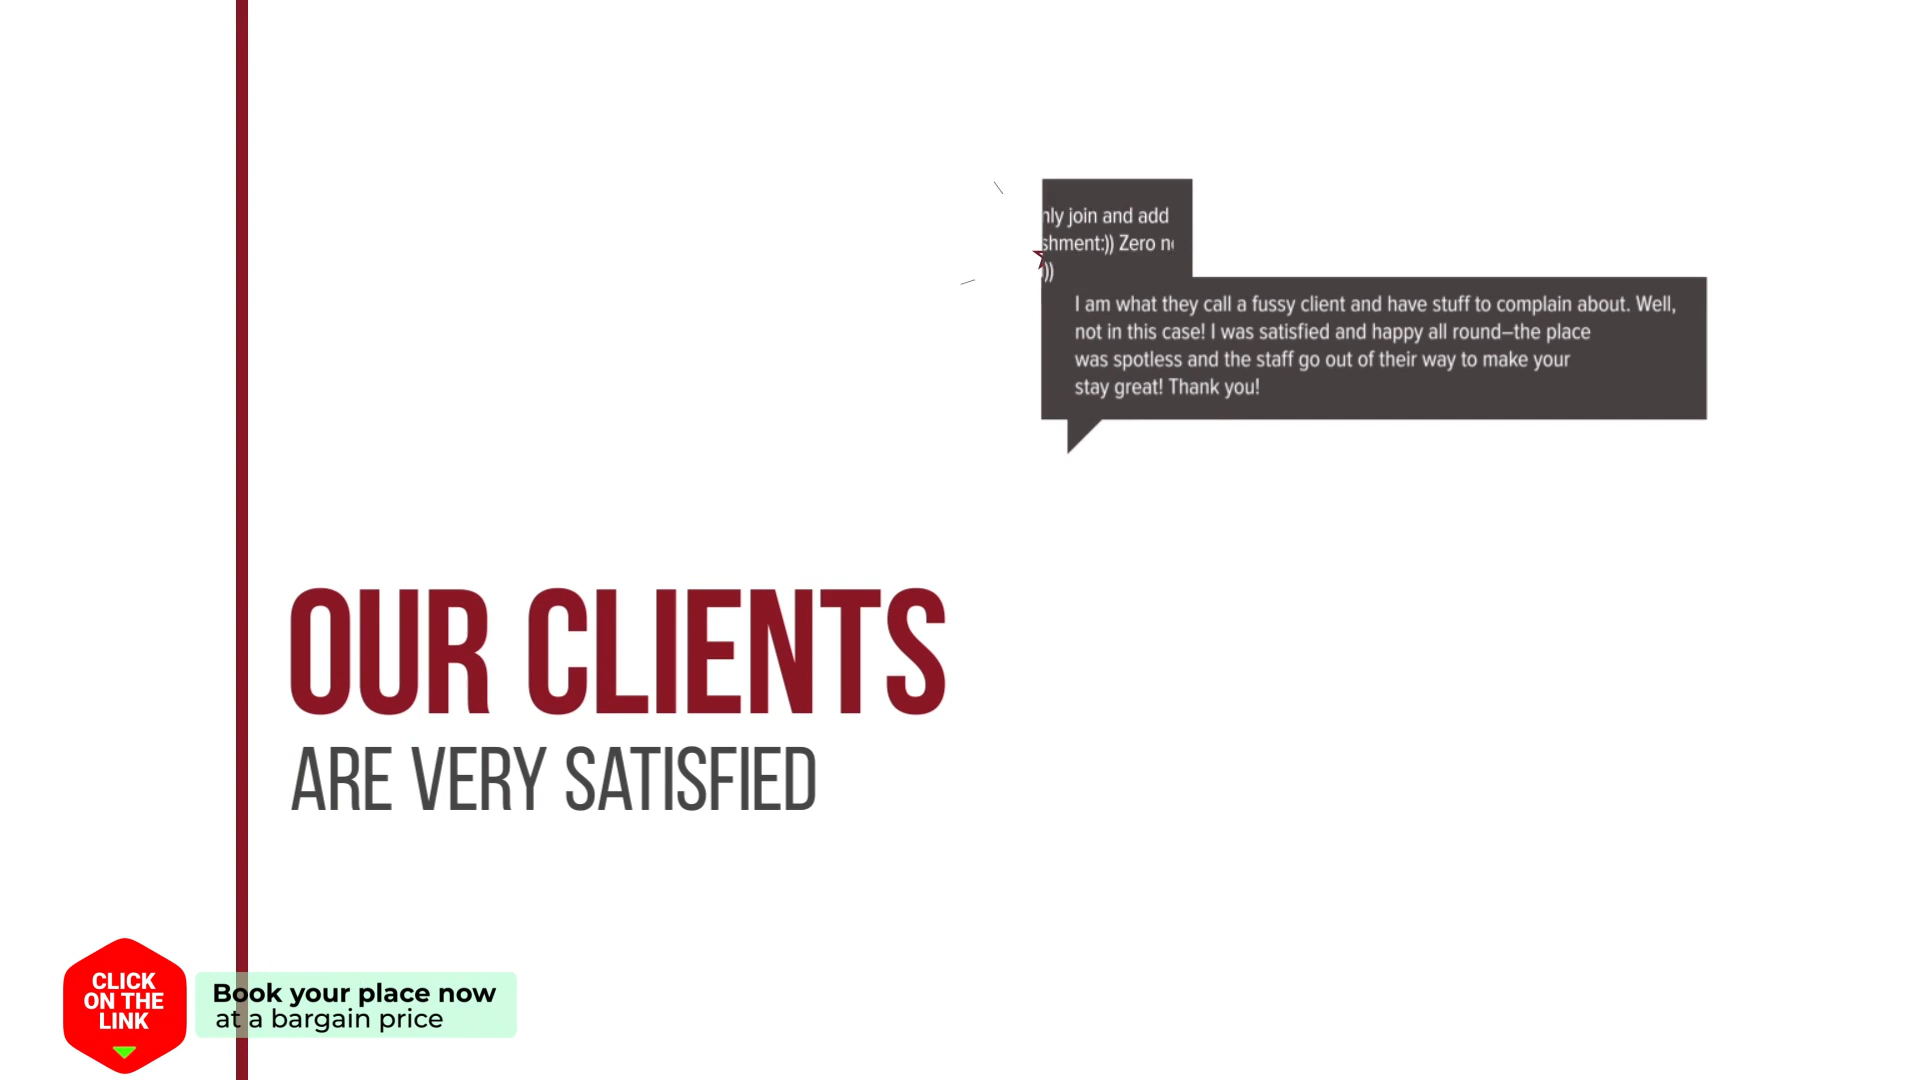 join and add
Zero
I am what they call a fussy client and have stuff to complain about. Well,
not in this case! I was satisfied and happy all round–the place
was spotless and the staff go out of their way to make your
stay great! Thank you!
OUR CLIENTS
ARE VERY SATISFIED
CLICK
ON THE
LINK
Book your place now
at a bargain price